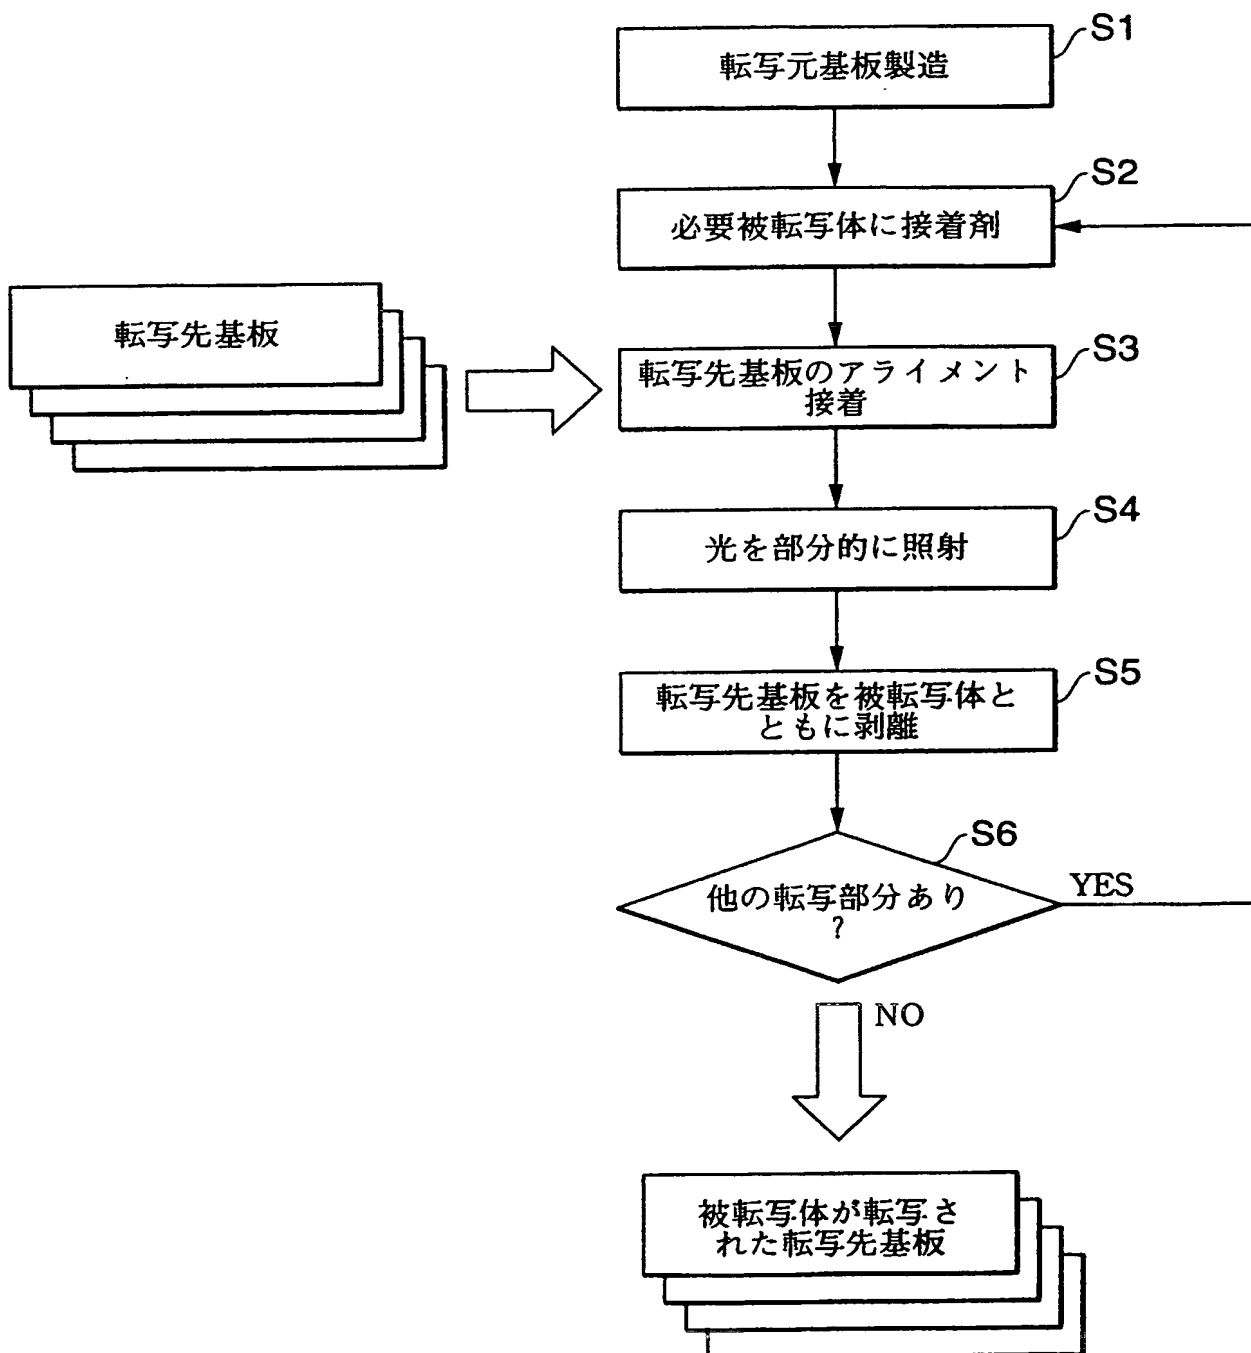 S1
転写元基板製造
S2
必要被転写体に接着剤
転写先基板
S3
転写先基板のアライメント
接着
S4
光を部分的に照射
S5
転写先基板を被転写体と
ともに剥離
S6
他の転写部分あり
?
YES
NO
被転写体が転写さ
れた転写先基板